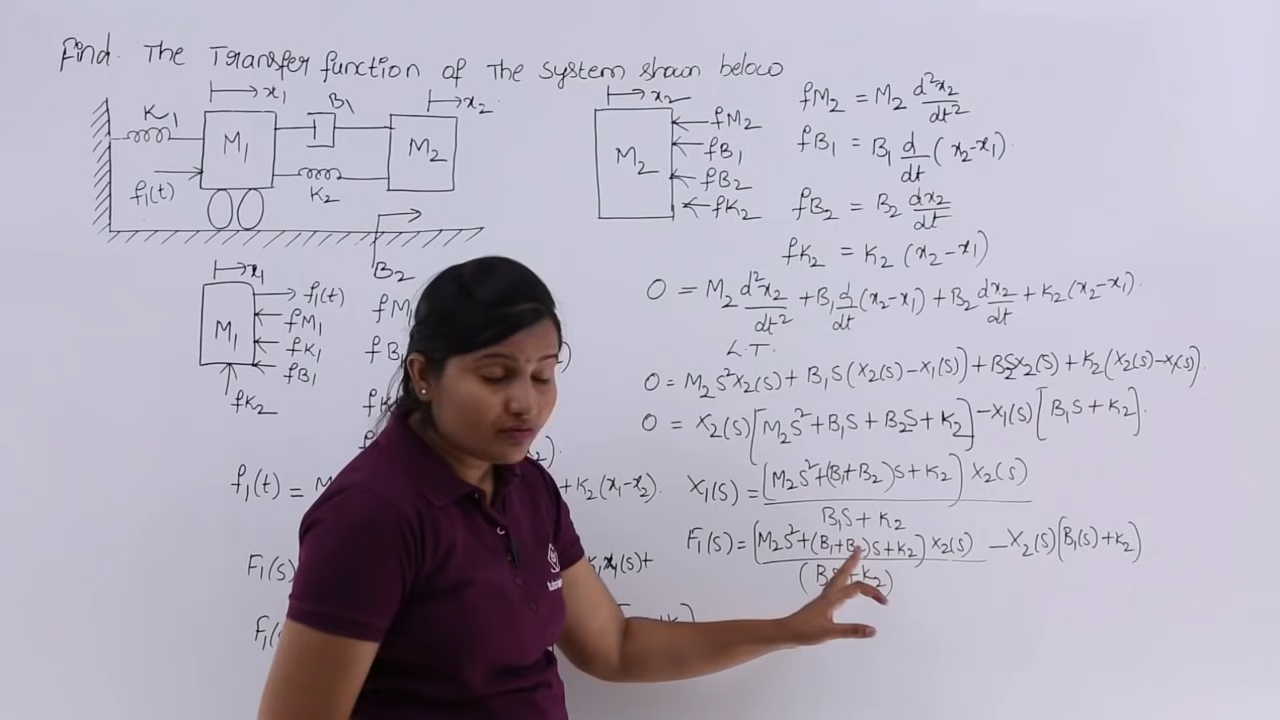 Find The Transfer function of The system shown below
x1
K1
M1
B1
x2
M2
K2
f1(t)
B2
x1
M1
f1(t)
fM1
fK1
fB1
fK2
fM1
fB1
f1(t) =
+ K2(x1-x2).
F1(s)
K1x1(s)+
x2
M2
fM2
fB1
fB2
fK2
fM2 = M2 d²x2/dt²
fB1 = B1 d/dt (x2-x1).
fB2 = B2 dx2/dt
fK2 = K2 (x2-x1)
0 = M2 d²x2/dt² + B1 d/dt (x2-x1) + B2 dx2/dt + K2(x2-x1).
L.T.
0 = M2 S² X2(s) + B1 S (X2(s) - X1(s)) + B2 S X2(s) + K2 (X2(s) - X(s).
0 = X2(s) [M2 S² + B1 S + B2 S + K2] - X1(s) [B1 S + K2].
X1(s) = (M2 S² + (B1+B2) S + K2) X2(s) / B1 S + K2
F1(s) = (M2 S² + (B1+B2) S + K2) X2(s) / (BS + K2) - X2(s) [B1(s) + K2)